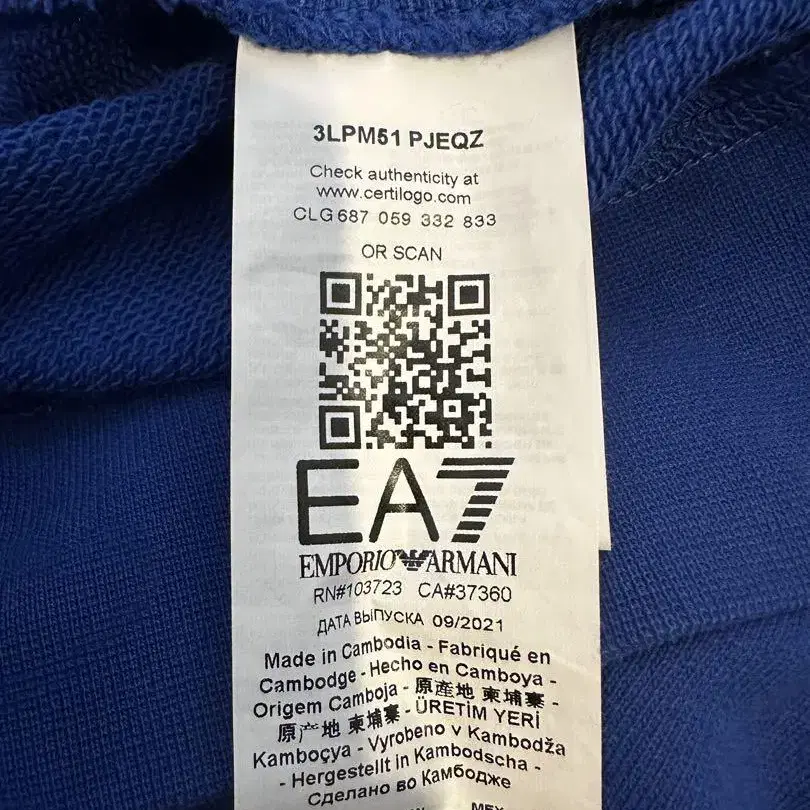 3LPM51 PJEQZ
Check authenticity at
www.certilogo.com
CLG 687 059 332 833
OR SCAN
EA7
EMPORIO ARMANI
RN#103723 CA#37360
ДАТА ВЫПУСКА 09/2021
Made in Cambodia - Fabriqué en
Cambodge - Hecho en Camboya -
Origem Camboja - 原產地 柬埔寨 -
原产地 柬埔寨 - ÜRETİM YERİ
Kamboçya - Vyrobeno v Kambodža
- Hergestellt in Kambodscha -
Сделано во Камбодже